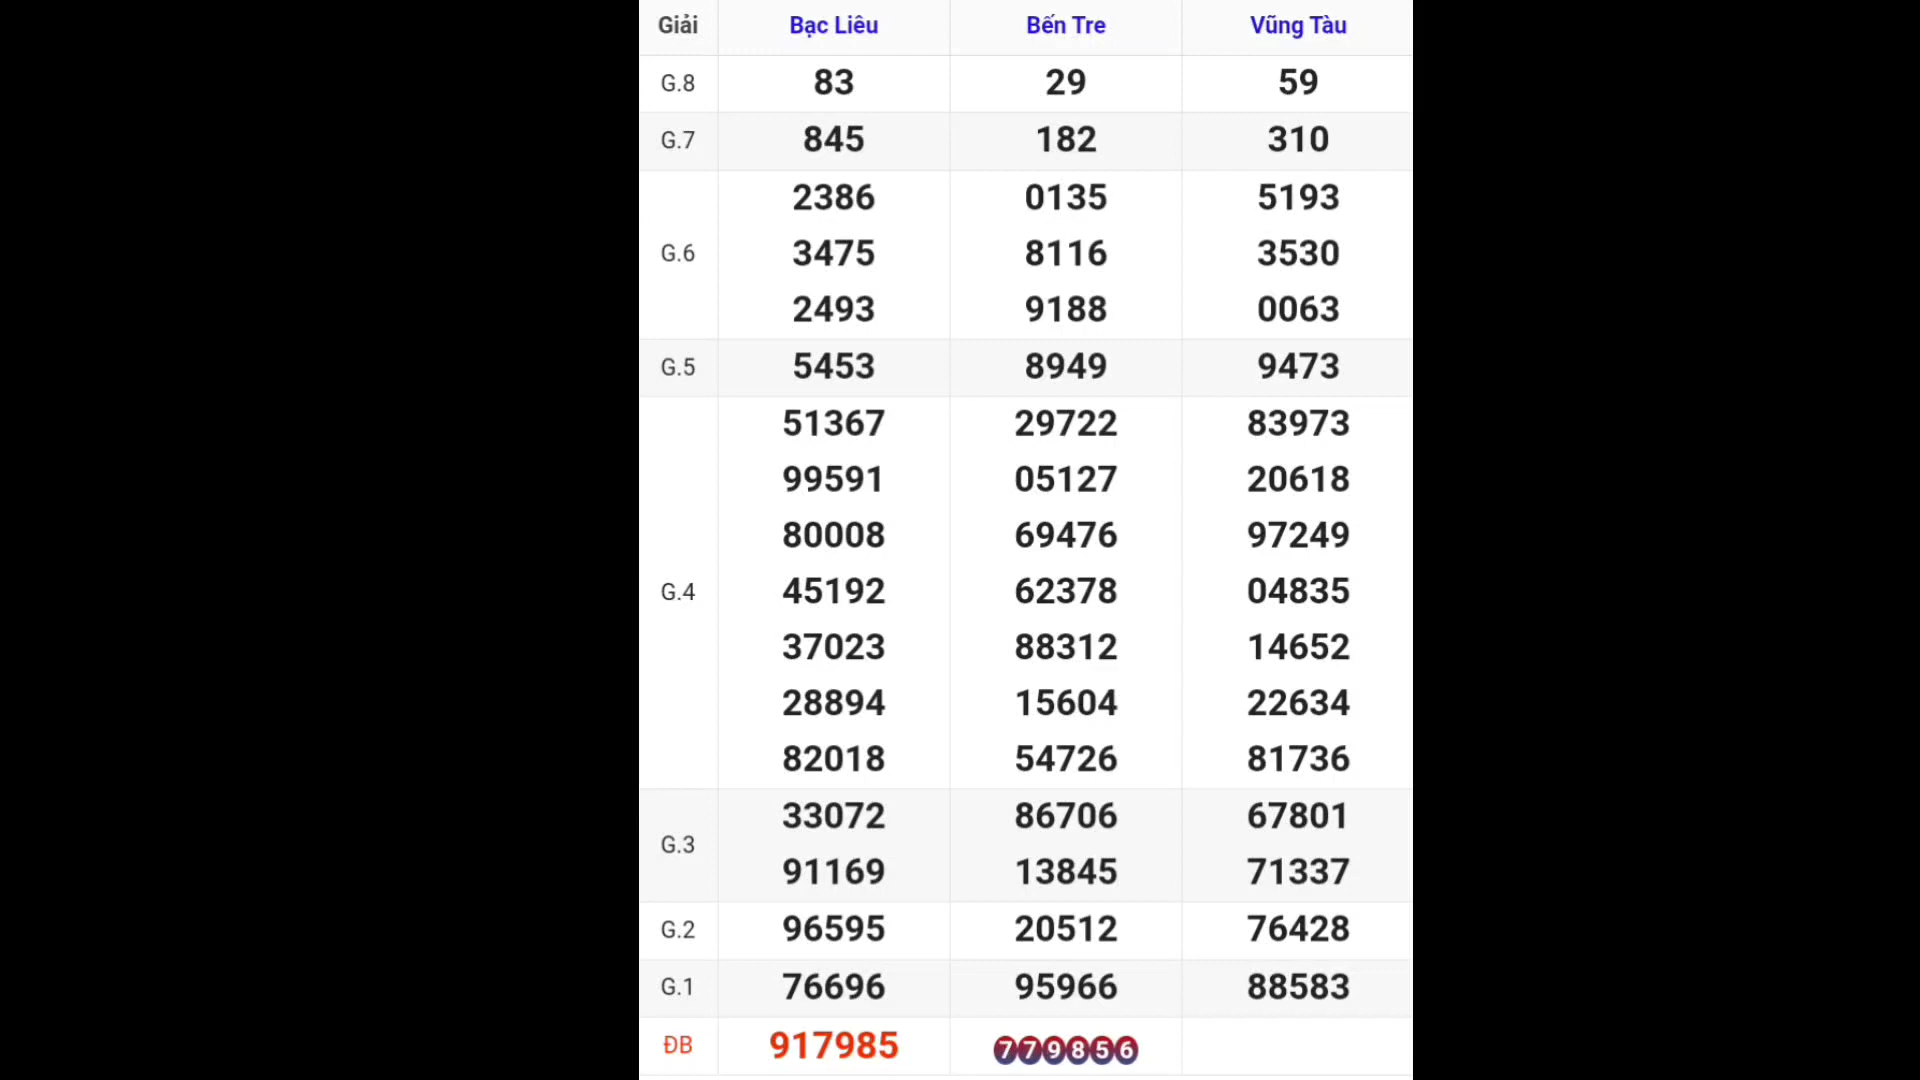 Giải Bạc Liêu Bến Tre Vũng Tàu
G.8 83 29 59
G.7 845 182 310
2386 0135 5193
G.6 3475 8116 3530
2493 9188 0063
G.5 5453 8949 9473
51367 29722 83973
99591 05127 20618
80008 69476 97249
G.4 45192 62378 04835
37023 88312 14652
28894 15604 22634
82018 54726 81736
G.3
33072 86706 67801
91169 13845 71337
G.2 96595 20512 76428
G.1 76696 95966 88583
ĐB 917985 779856